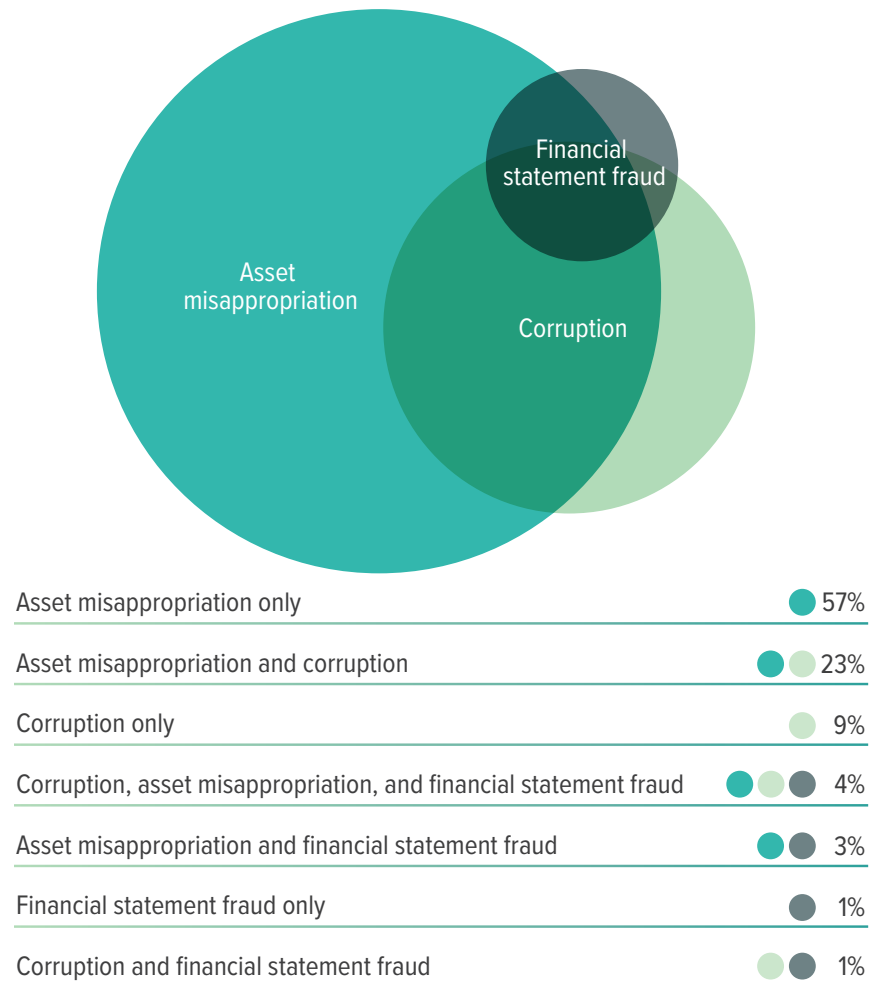 Financial
statement fraud
Asset
misappropriation
Corruption
Asset misappropriation only 57%
Asset misappropriation and corruption 23%
Corruption only 9%
Corruption, asset misappropriation, and financial statement fraud 4%
Asset misappropriation and financial statement fraud 3%
Financial statement fraud only 1%
Corruption and financial statement fraud 1%